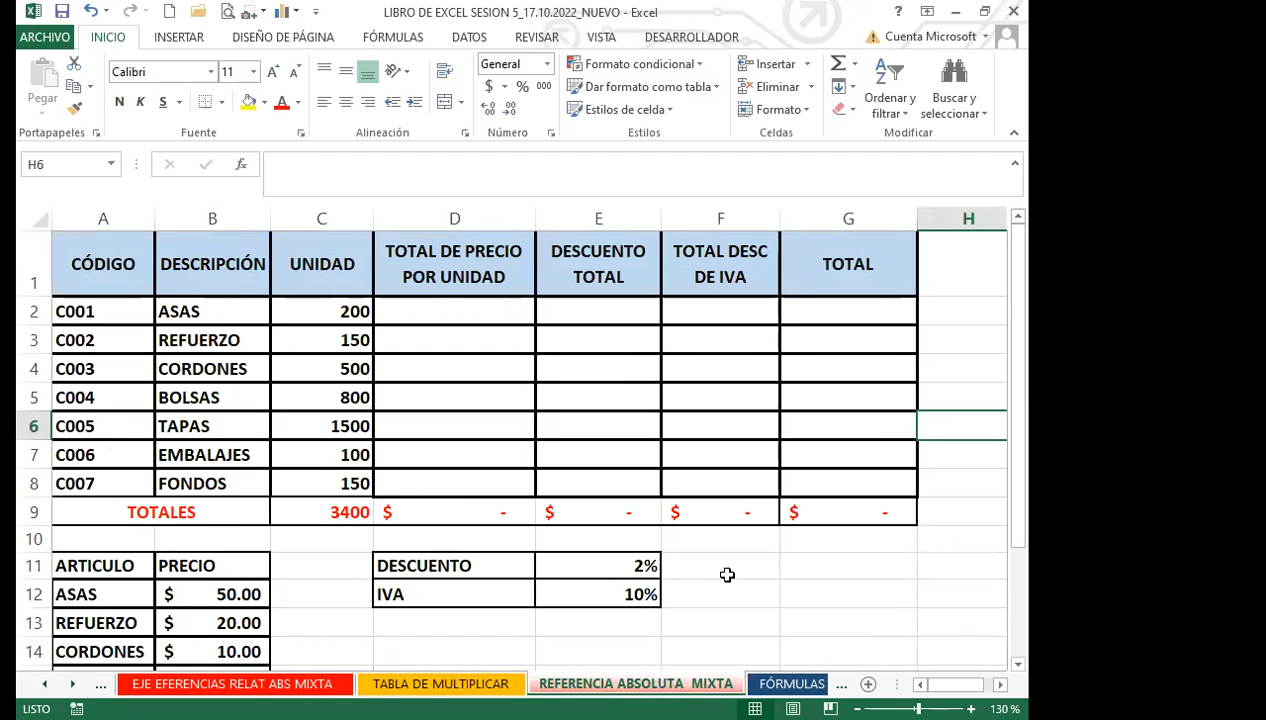 LIBRO DE EXCEL SESION 5_17.10.2022_NUEVO - Excel
ARCHIVO INICIO INSERTAR DISEÑO DE PÁGINA FÓRMULAS DATOS REVISAR VISTA DESARROLLADOR Cuenta Microsoft
Pegar
Calibri 11
N K S
General
$ % 000
Formato condicional
Dar formato como tabla
Estilos de celda
Insertar
Eliminar
Formato
Ordenar y filtrar
Buscar y seleccionar
Portapapeles Fuente Alineación Número Estilos Celdas Modificar
H6 fx
A B C D E F G H
1 CÓDIGO DESCRIPCIÓN UNIDAD TOTAL DE PRECIO POR UNIDAD DESCUENTO TOTAL TOTAL DESC DE IVA TOTAL
2 C001 ASAS 200
3 C002 REFUERZO 150
4 C003 CORDONES 500
5 C004 BOLSAS 800
6 C005 TAPAS 1500
7 C006 EMBALAJES 100
8 C007 FONDOS 150
9 TOTALES 3400 $ - $ - $ - $ -
10
11 ARTICULO PRECIO DESCUENTO 2%
12 ASAS $ 50.00 IVA 10%
13 REFUERZO $ 20.00
14 CORDONES $ 10.00
... EJE EFERENCIAS RELAT ABS MIXTA TABLA DE MULTIPLICAR REFERENCIA ABSOLUTA MIXTA FÓRMULAS ...
LISTO 130 %